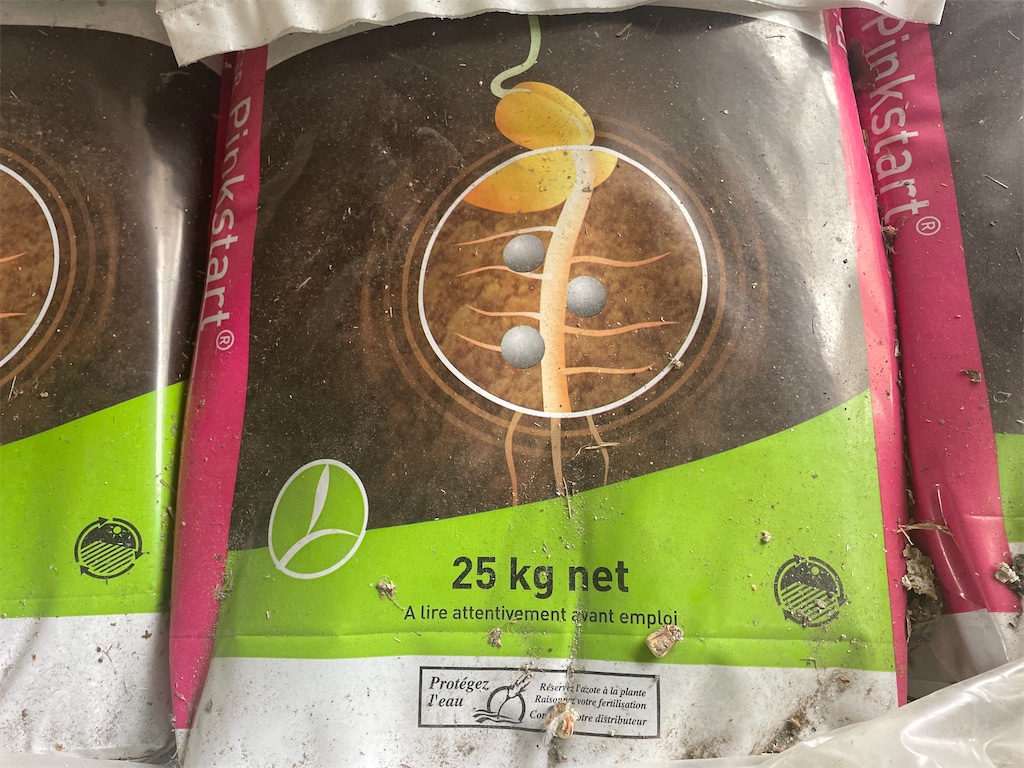 Pinkstart®
Pinkstart®
25 kg net
A lire attentivement avant emploi
Protégez
l'eau
Réservez l'azote à la plante
Raisonnez votre fertilisation
votre distributeur